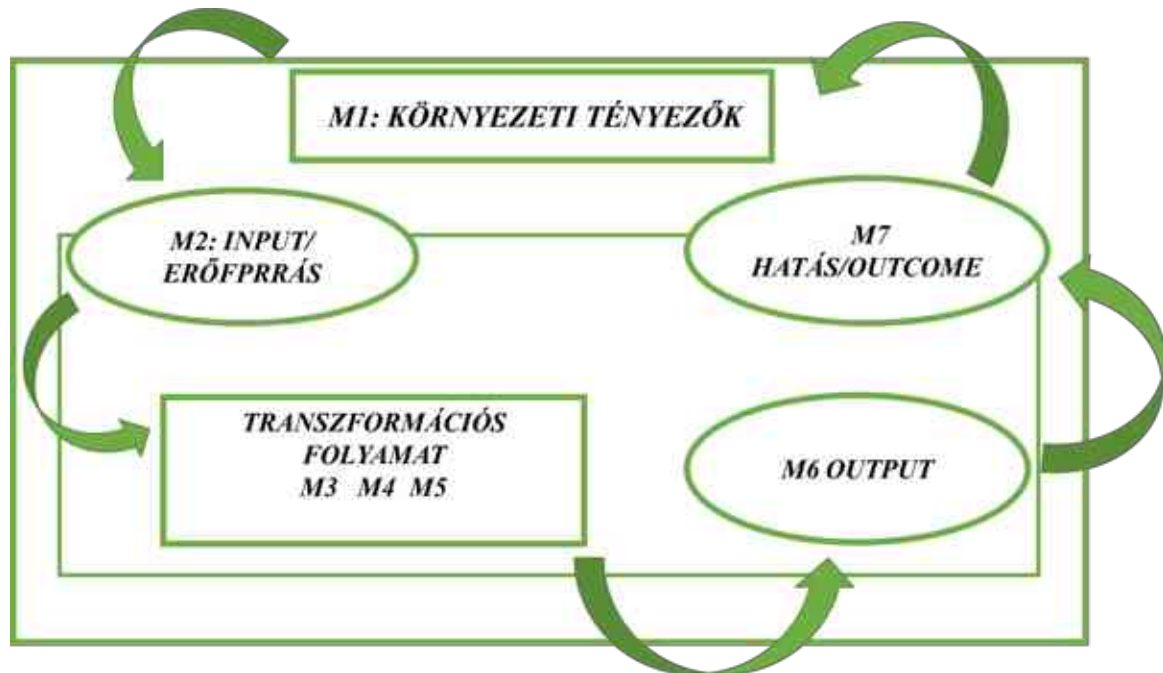 M1: KÖRNYEZETI TÉNYEZŐK
M2: INPUT/
ERŐFPRRÁS
M7
HATÁS/OUTCOME
TRANSZFORMÁCIÓS
FOLYAMAT
M3 M4 M5
M6 OUTPUT